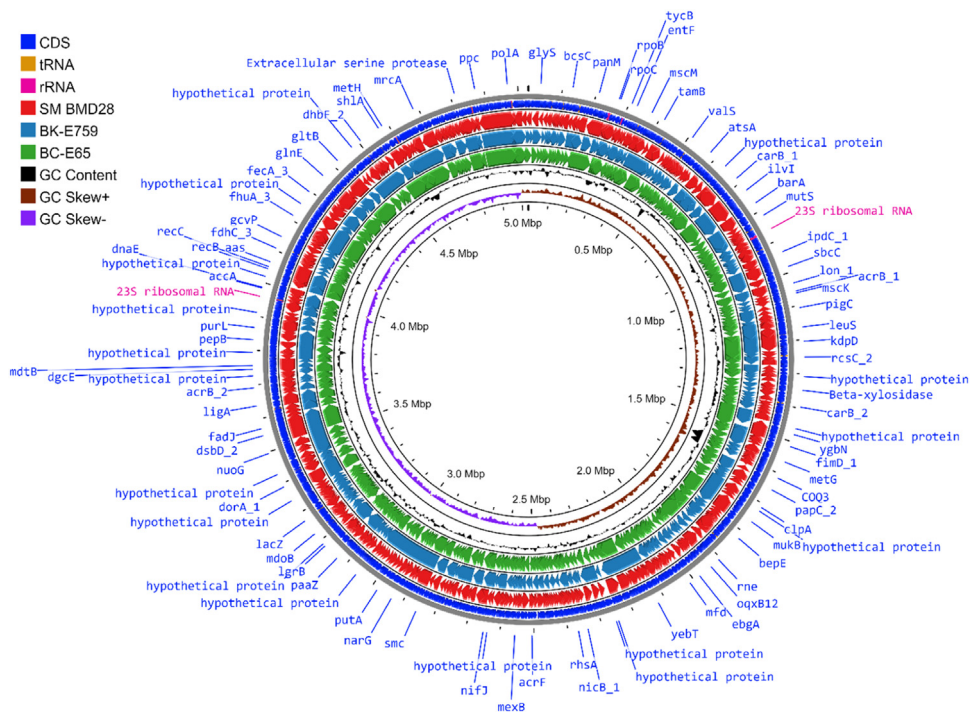 CDS
tRNA
rRNA
SM BMD28
BK-E759
BC-E65
GC Content
GC Skew+
GC Skew-
tycB
entF
rpoB
rpoC
mscM
tamB
valS
atsA
hypothetical protein
carB_1
ilvI
barA
mutS
23S ribosomal RNA
ipdC_1
sbcC
lon_1
acrB_1
mscK
pigC
leuS
kdpD
rcsC_2
hypothetical protein
Beta-xylosidase
carB_2
hypothetical protein
ygbN
fimD_1
metG
COQ3
papC_2
clpA
hypothetical protein
mukB
bepE
rne
oqxB12
ebgA
mfd
yebT
hypothetical protein
hypothetical protein
nicB_1
rhsA
acrF
mexB
hypothetical protein
nifJ
smc
narG
putA
hypothetical protein
paaZ
hypothetical protein
lgrB
mdoB
lacZ
hypothetical protein
dorA_1
hypothetical protein
nuoG
dsbD_2
fadJ
ligA
acrB_2
hypothetical protein
dgcE
mdtB
hypothetical protein
pepB
purL
hypothetical protein
23S ribosomal RNA
accA
hypothetical protein
dnaE
recB
aas
recC
fdhC_3
gcvP
fhuA_3
hypothetical protein
fecA_3
glnE
gltB
dhbF_2
hypothetical protein
shlA
metH
mrcA
Extracellular serine protease
ppc
polA
glyS
bcsC
panM
5.0 Mbp
0.5 Mbp
1.0 Mbp
1.5 Mbp
2.0 Mbp
2.5 Mbp
3.0 Mbp
3.5 Mbp
4.0 Mbp
4.5 Mbp